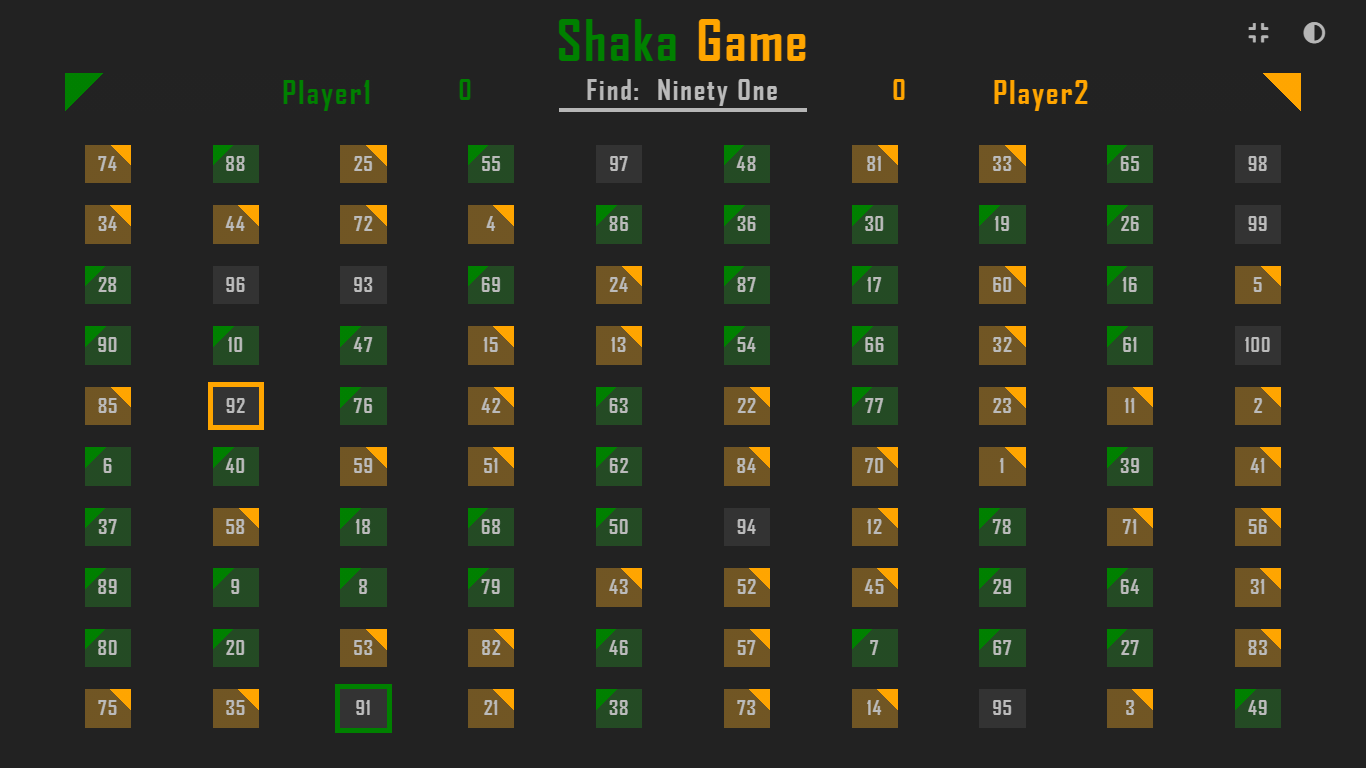 Shaka Game
Player1 0 Find: Ninety One 0 Player2
74 88 25 55 97 48 81 33 65 98
34 44 72 4 86 36 30 19 26 99
28 96 93 69 24 87 17 60 16 5
90 10 47 15 13 54 66 32 61 100
85 92 76 42 63 22 77 23 11 2
6 40 59 51 62 84 70 1 39 41
37 58 18 68 50 94 12 78 71 56
89 9 8 79 43 52 45 29 64 31
80 20 53 82 46 57 7 67 27 83
75 35 91 21 38 73 14 95 3 49